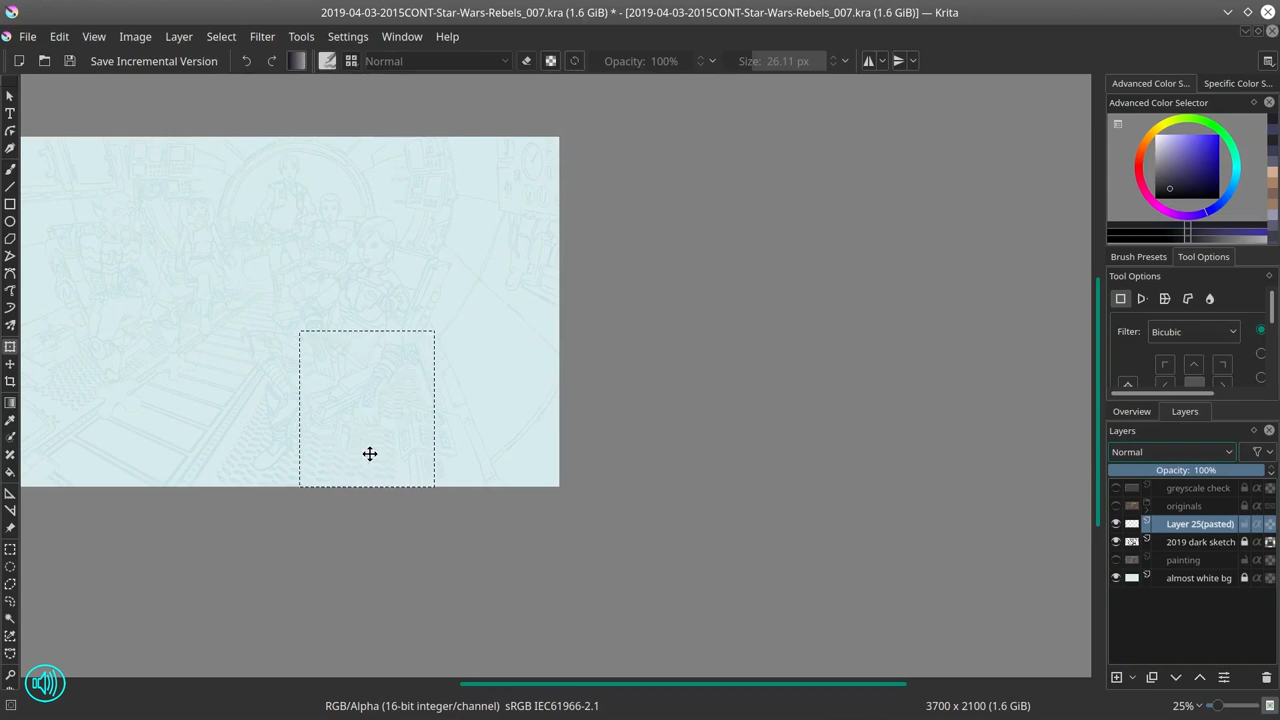 2019-04-03-2015CONT-Star-Wars-Rebels_007.kra (1.6 GiB) * - [2019-04-03-2015CONT-Star-Wars-Rebels_007.kra (1.6 GiB)] — Krita
File Edit View Image Layer Select Filter Tools Settings Window Help
Save Incremental Version Normal Opacity: 100% Size: 26.11 px
Advanced Color S... Specific Color S...
Advanced Color Selector
Brush Presets Tool Options
Tool Options
Filter: Bicubic
Overview Layers
Layers
Normal
Opacity: 100%
greyscale check
originals
Layer 25(pasted)
2019 dark sketch
painting
almost white bg
RGB/Alpha (16-bit integer/channel) sRGB IEC61966-2.1 3700 x 2100 (1.6 GiB) 25%